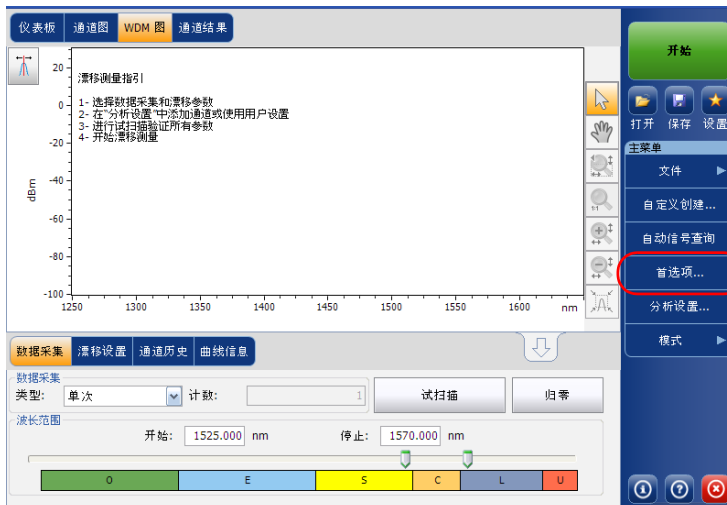 仪表板 通道图 WDM 图 通道结果
漂移测量指引
1- 选择数据采集和漂移参数
2- 在"分析设置"中添加通道或使用用户设置
3- 进行试扫描验证所有参数
4- 开始漂移测量
20
0
-20
-40
-60
-80
-100
dBm
1250 1300 1350 1400 1450 1500 1550 1600 nm
1:1
数据采集 漂移设置 通道历史 曲线信息
数据采集
类型: 单次 计数: 1 试扫描 归零
波长范围
开始: 1525.000 nm 停止: 1570.000 nm
O E S C L U
开始
打开 保存 设置
主菜单
文件
自定义创建...
自动信号查询
首选项...
分析设置...
模式